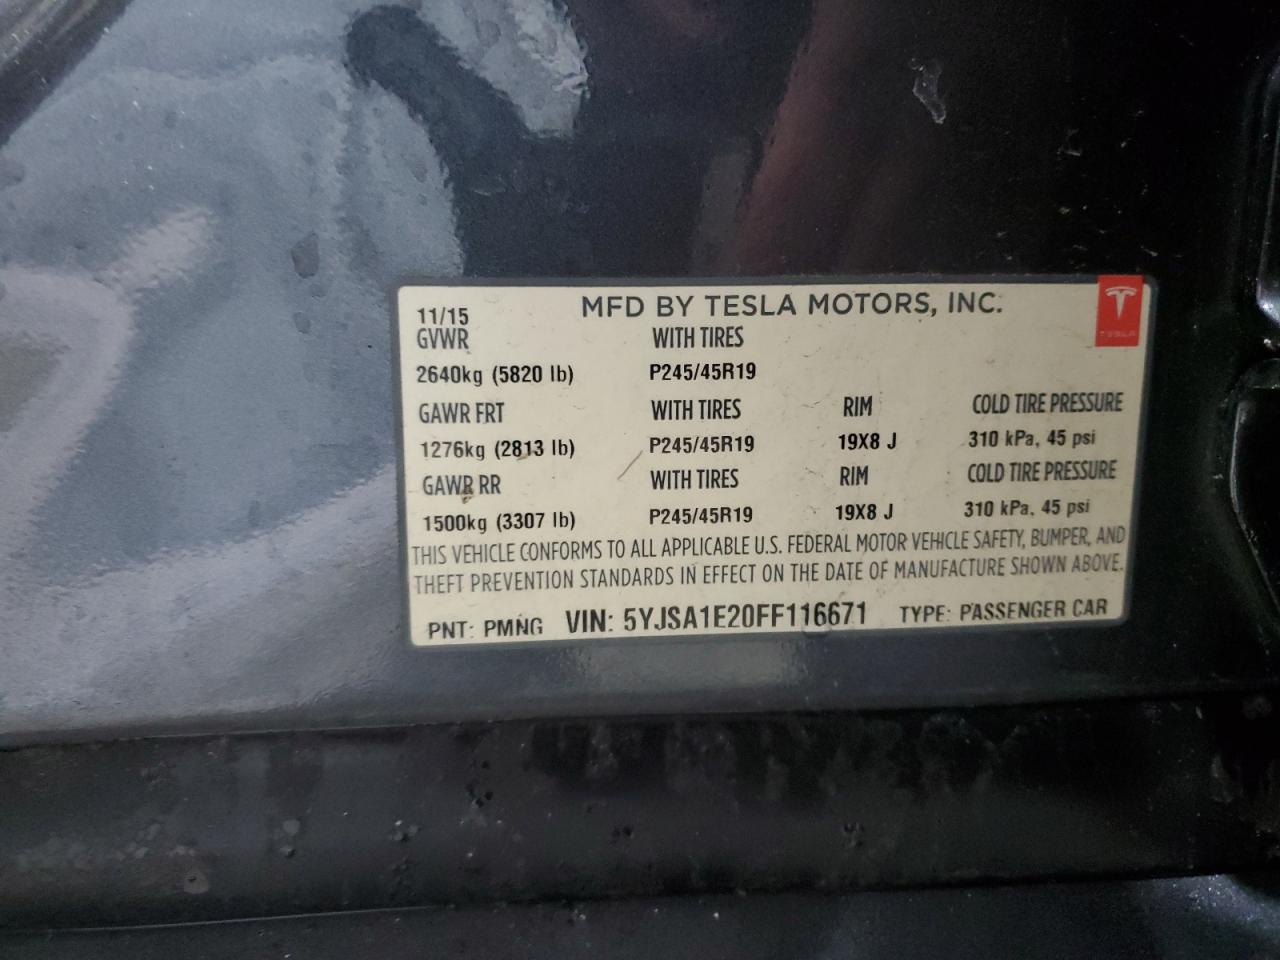 11/15 MFD BY TESLA MOTORS, INC.
GVWR WITH TIRES
TESLA
2640kg (5820 lb) P245/45R19
GAWR FRT WITH TIRES RIM COLD TIRE PRESSURE
1276kg (2813 lb) P245/45R19 19X8 J 310 kPa, 45 psi
GAWR RR WITH TIRES RIM COLD TIRE PRESSURE
1500kg (3307 lb) P245/45R19 19X8 J 310 kPa, 45 psi
THIS VEHICLE CONFORMS TO ALL APPLICABLE U.S. FEDERAL MOTOR VEHICLE SAFETY, BUMPER, AND
THEFT PREVENTION STANDARDS IN EFFECT ON THE DATE OF MANUFACTURE SHOWN ABOVE.
PNT: PMNG VIN: 5YJSA1E20FF116671 TYPE: PASSENGER CAR